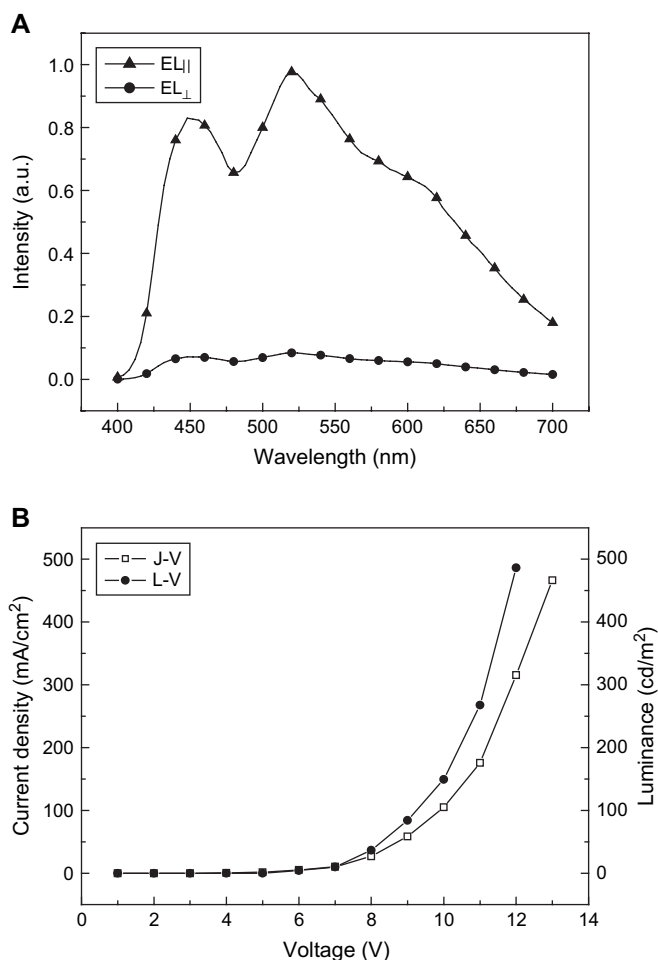 A
EL||
EL⊥
1.0
0.8
0.6
0.4
0.2
0.0
Intensity (a.u.)
400 450 500 550 600 650 700
Wavelength (nm)
B
J-V
L-V
500
400
300
200
100
0
Current density (mA/cm²)
500
400
300
200
100
0
Luminance (cd/m²)
0 2 4 6 8 10 12 14
Voltage (V)